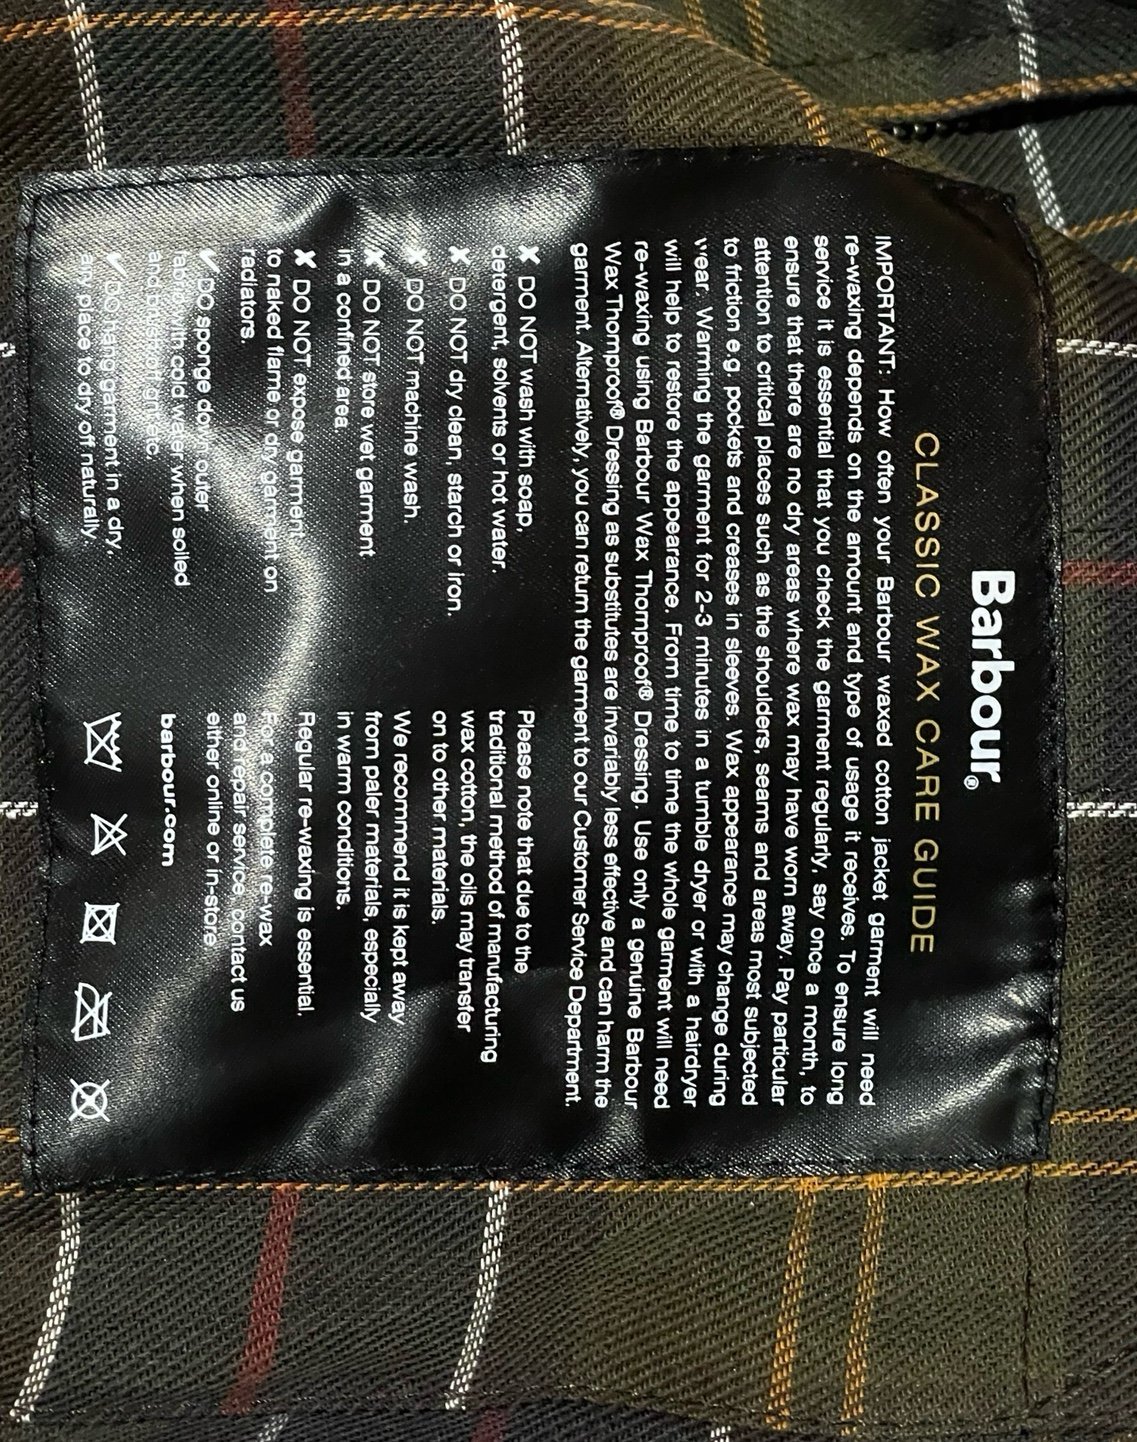 Barbour®
CLASSIC WAX CARE GUIDE
IMPORTANT: How often your Barbour waxed cotton jacket garment will need
re-waxing depends on the amount and type of usage it receives. To ensure long
service it is essential that you check the garment regularly, say once a month, to
ensure that there are no dry areas where wax may have worn away. Pay particular
attention to critical places such as the shoulders, seams and areas most subjected
to friction e.g. pockets and creases in sleeves. Wax appearance may change during
wear. Warming the garment for 2-3 minutes in a tumble dryer or with a hairdryer
will help to restore the appearance. From time to time the whole garment will need
re-waxing using Barbour Wax Thornproof® Dressing. Use only a genuine Barbour
Wax Thornproof® Dressing as substitutes are invariably less effective and can harm the
garment. Alternatively, you can return the garment to our Customer Service Department.
✘ DO NOT wash with soap,
detergent, solvents or hot water.
✘ DO NOT dry clean, starch or iron.
✘ DO NOT machine wash.
✘ DO NOT store wet garment
in a confined area.
✘ DO NOT expose garment
to naked flame or dry garment on
radiators.
✔ DO sponge down outer
fabric with cold water when soiled
and
✔ DO hang garment in a dry,
airy place to dry off naturally
Please note that due to the
traditional method of manufacturing
wax cotton, the oils may transfer
on to other materials.
We recommend it is kept away
from paler materials, especially
in warm conditions.
Regular re-waxing is essential.
For a complete re-wax
and repair service, contact us
either online or in-store
barbour.com